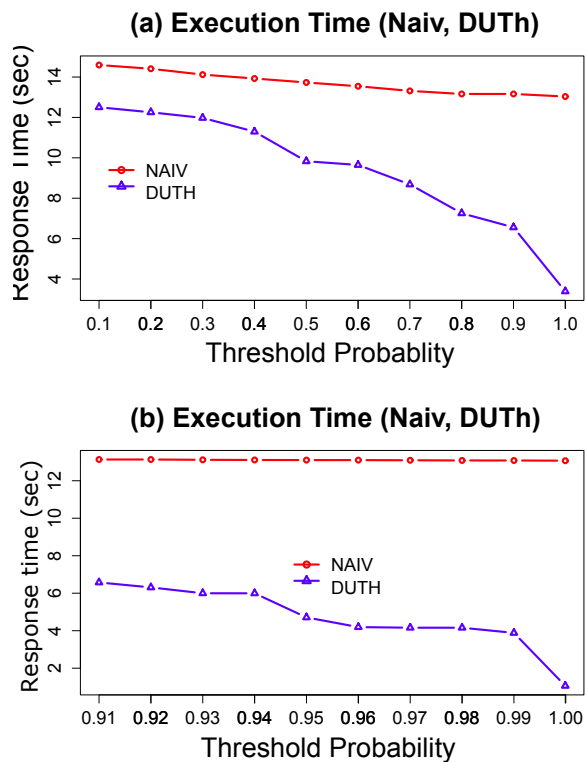 (a) Execution Time (Naiv, DUTh)
Response Time (sec)
14
12
10
8
6
4
NAIV
DUTH
0.1 0.2 0.3 0.4 0.5 0.6 0.7 0.8 0.9 1.0
Threshold Probablity
(b) Execution Time (Naiv, DUTh)
Response time (sec)
12
10
8
6
4
2
NAIV
DUTH
0.91 0.92 0.93 0.94 0.95 0.96 0.97 0.98 0.99 1.00
Threshold Probability